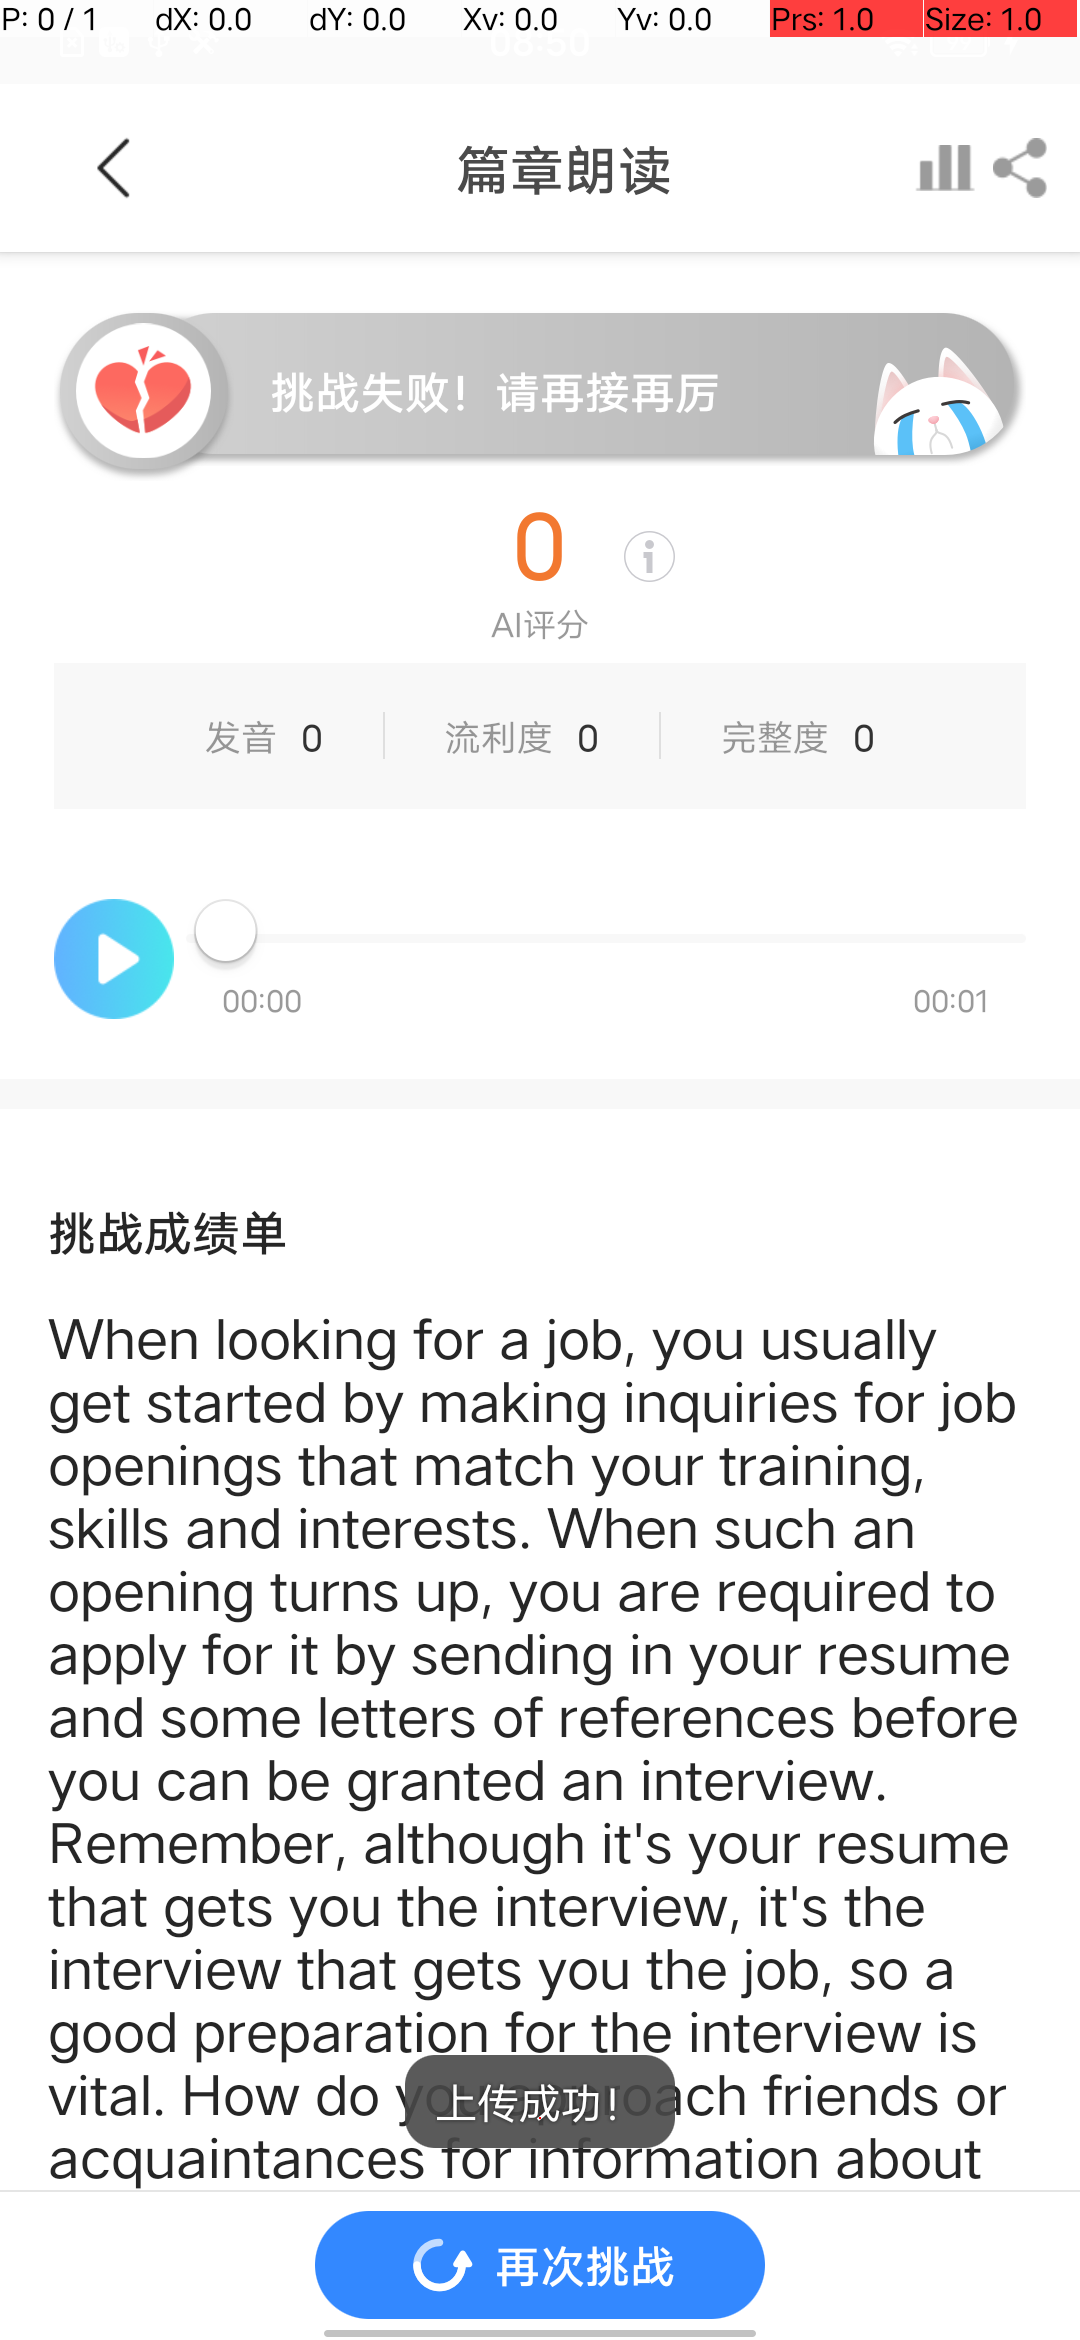 P: 0 / 1 dX: 0.0 dY: 0.0 Xv: 0.0 Yv: 0.0 Prs: 1.0 Size: 1.0
08:50
篇章朗读
挑战失败！请再接再厉
0
AI评分
发音 0 流利度 0 完整度 0
00:00 00:01
挑战成绩单
When looking for a job, you usually
get started by making inquiries for job
openings that match your training,
skills and interests. When such an
opening turns up, you are required to
apply for it by sending in your resume
and some letters of references before
you can be granted an interview.
Remember, although it's your resume
that gets you the interview, it's the
interview that gets you the job, so a
good preparation for the interview is
vital. How do you approach friends or
上传成功！
acquaintances for information about
再次挑战